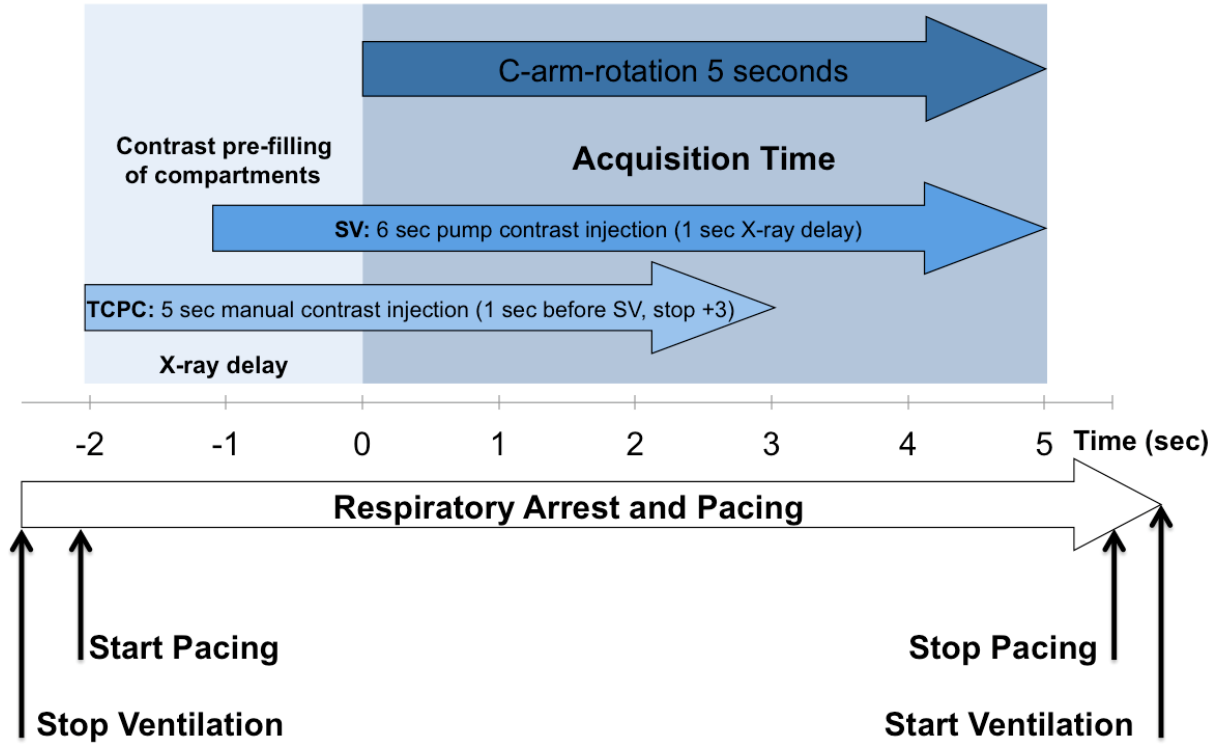 C-arm-rotation 5 seconds
Contrast pre-filling
of compartments
Acquisition Time
SV: 6 sec pump contrast injection (1 sec X-ray delay)
TCPC: 5 sec manual contrast injection (1 sec before SV, stop +3)
X-ray delay
-2 -1 0 1 2 3 4 5 Time (sec)
Respiratory Arrest and Pacing
Start Pacing
Stop Pacing
Stop Ventilation
Start Ventilation